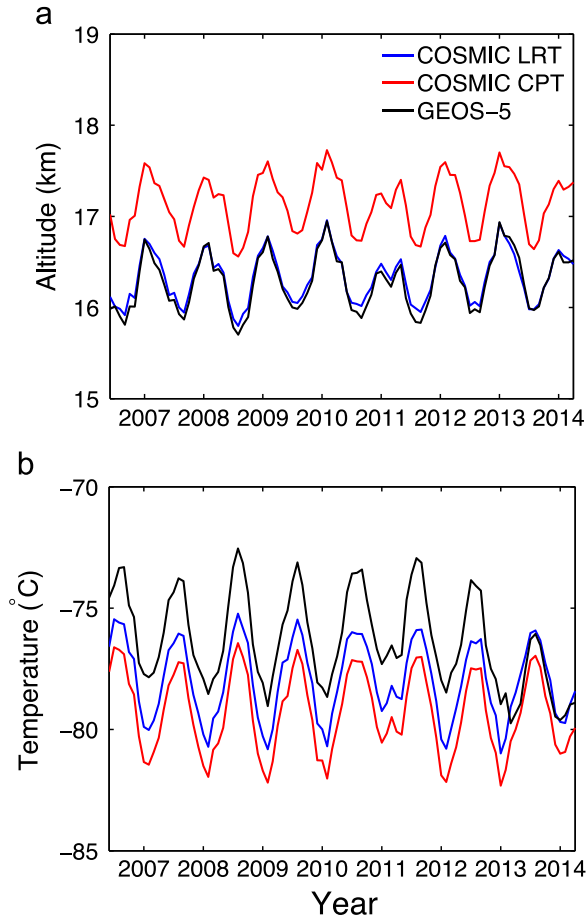 a
19
18
17
16
15
Altitude (km)
COSMIC LRT
COSMIC CPT
GEOS-5
2007 2008 2009 2010 2011 2012 2013 2014
b
-70
-75
-80
-85
Temperature (°C)
2007 2008 2009 2010 2011 2012 2013 2014
Year